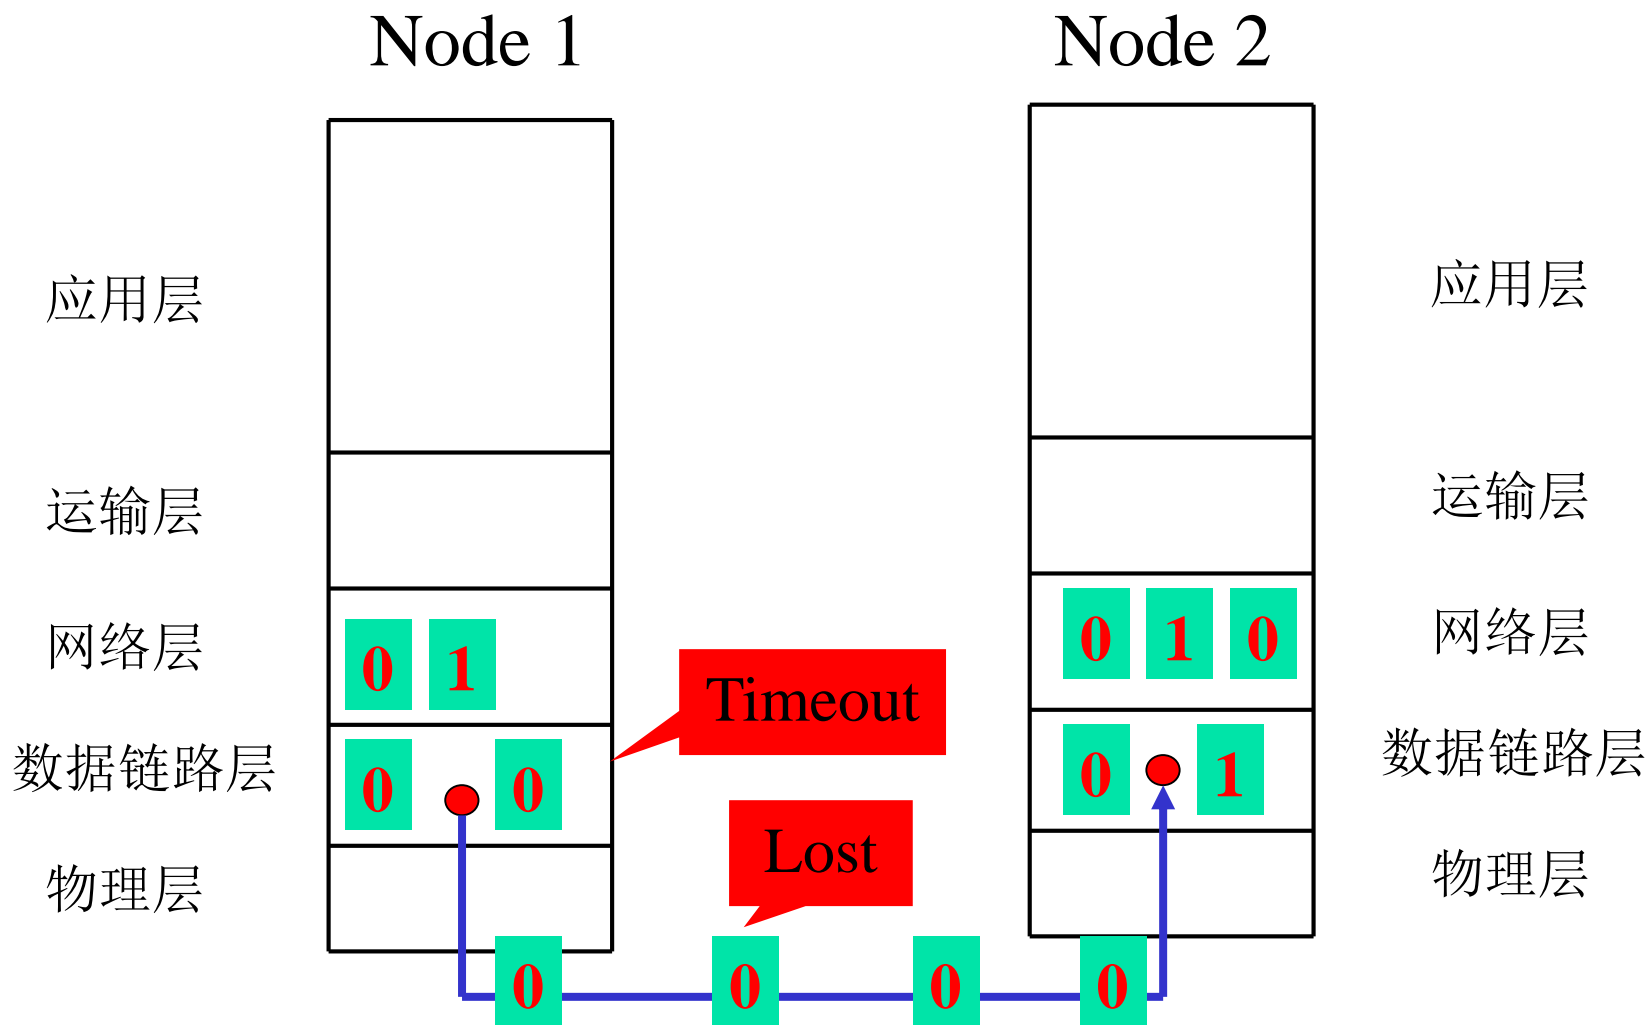 Node 1
Node 2
应用层
应用层
运输层
运输层
网络层
0 1
0 1 0
网络层
Timeout
数据链路层
0 0
0 1
数据链路层
Lost
物理层
物理层
0 0 0 0